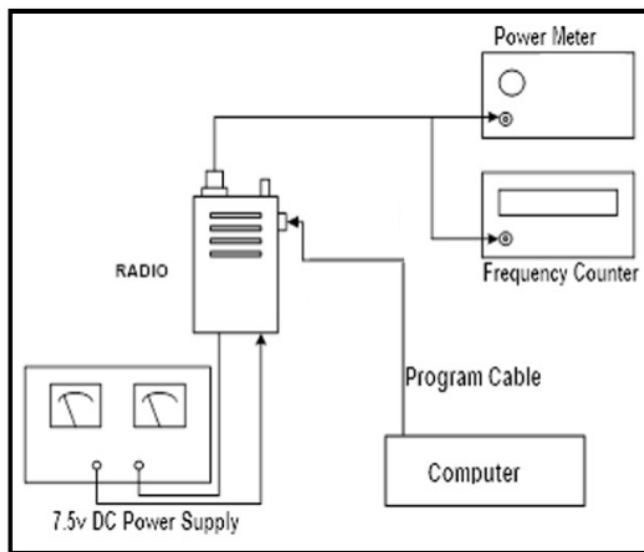 Power Meter
RADIO
Frequency Counter
Program Cable
Computer
7.5v DC Power Supply